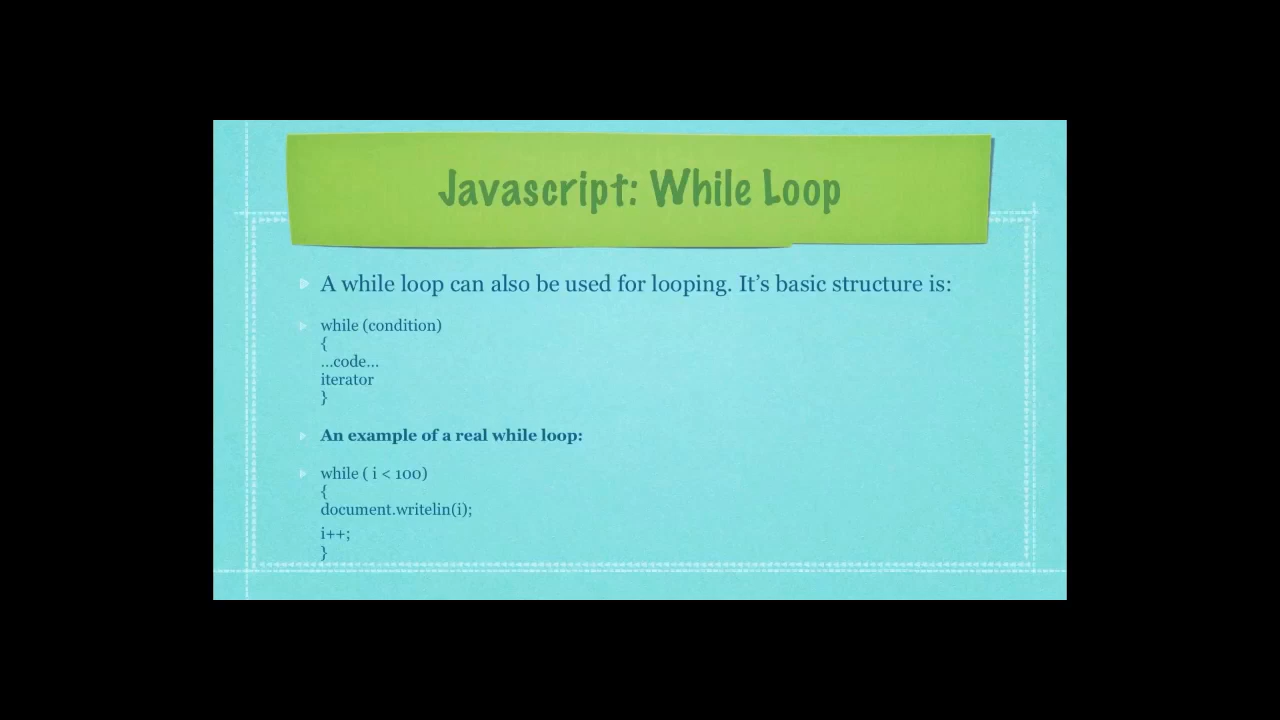 Javascript: While Loop
A while loop can also be used for looping. It’s basic structure is:
while (condition)
{
...code...
iterator
}
An example of a real while loop:
while ( i < 100)
{
document.writelin(i);
i++;
}